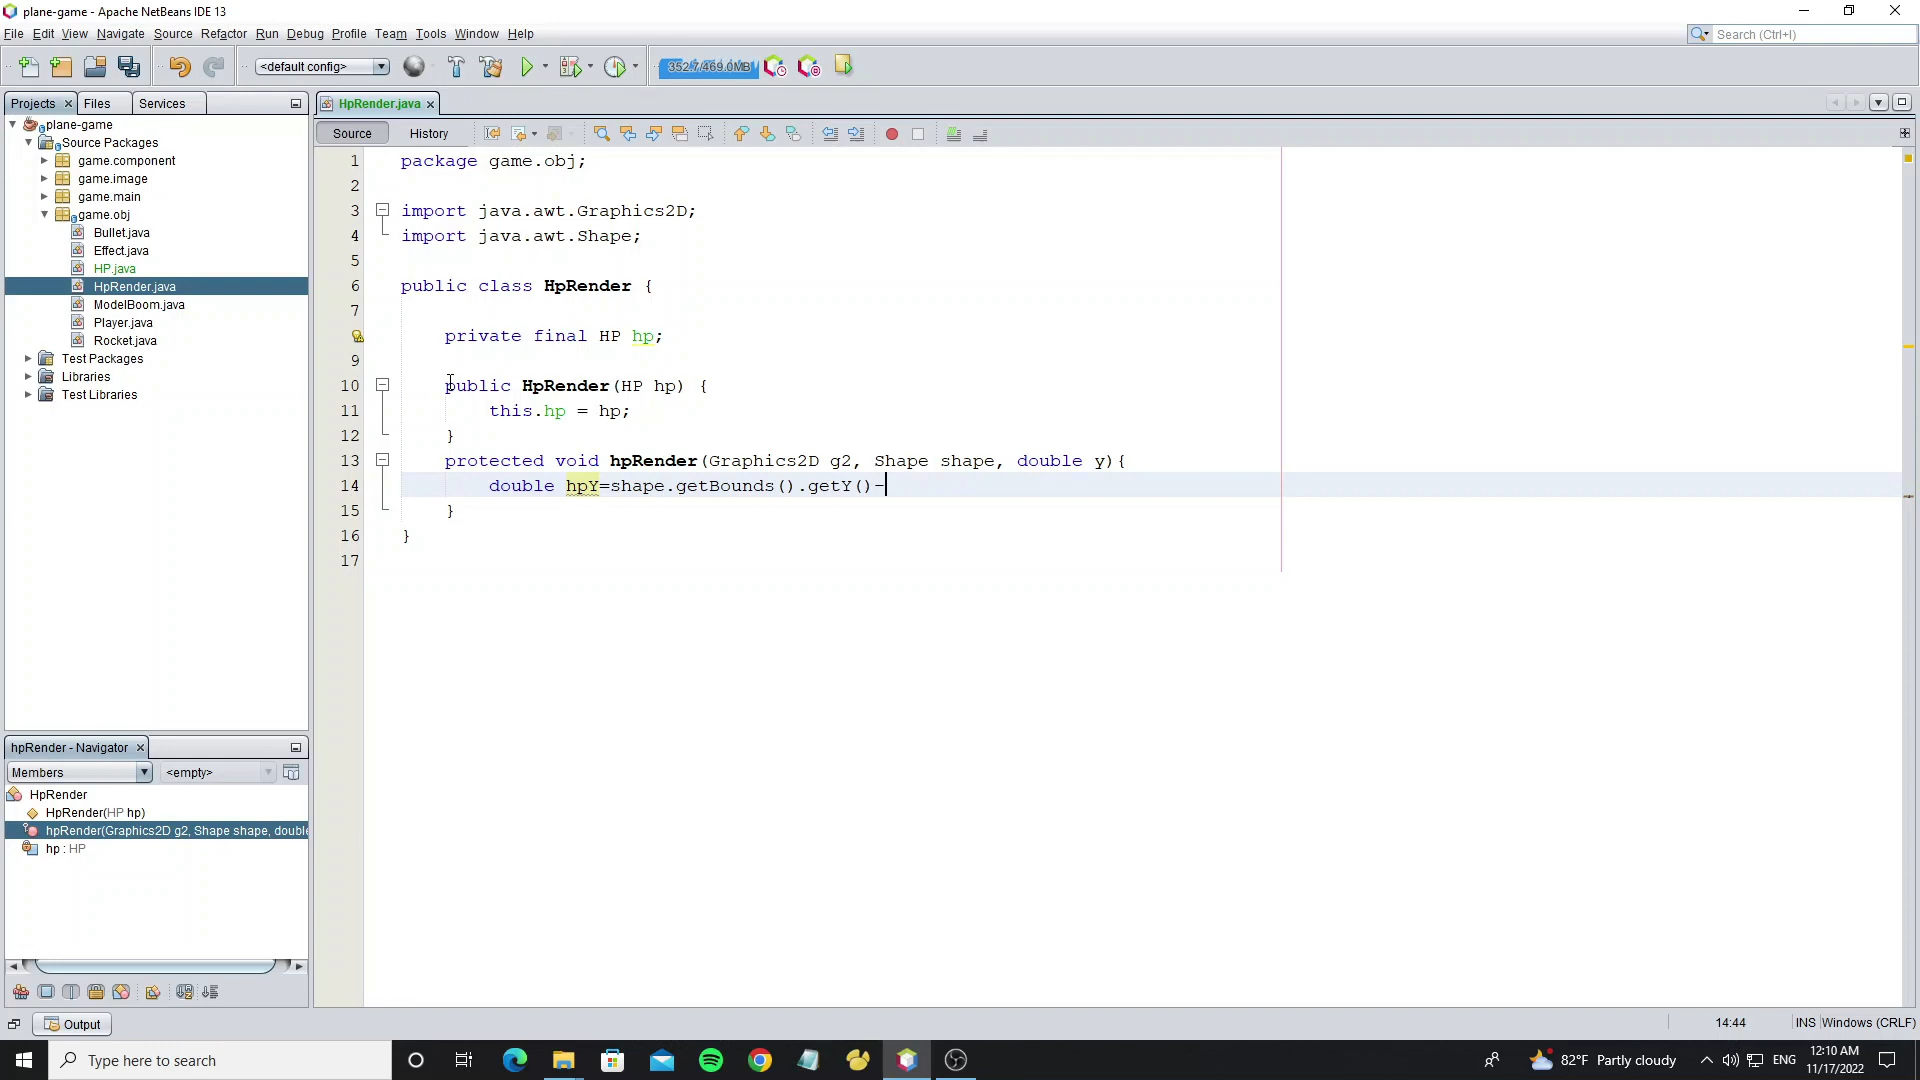 plane-game - Apache NetBeans IDE 13
File Edit View Navigate Source Refactor Run Debug Profile Team Tools Window Help
Search (Ctrl+I)
<default config>
352.7/469.0MB
Projects Files Services
HpRender.java
Source History
plane-game
Source Packages
game.component
game.image
game.main
game.obj
Bullet.java
Effect.java
HP.java
HpRender.java
ModelBoom.java
Player.java
Rocket.java
Test Packages
Libraries
Test Libraries
1 package game.obj;
2
3 import java.awt.Graphics2D;
4 import java.awt.Shape;
5
6 public class HpRender {
7
private final HP hp;
9
10 public HpRender(HP hp) {
11 this.hp = hp;
12 }
13 protected void hpRender(Graphics2D g2, Shape shape, double y){
14 double hpY=shape.getBounds().getY()-
15 }
16 }
17
hpRender - Navigator
Members <empty>
HpRender
HpRender(HP hp)
hpRender(Graphics2D g2, Shape shape, double
hp : HP
Output
14:44 INS Windows (CRLF)
Type here to search
82°F Partly cloudy
ENG
12:10 AM
11/17/2022